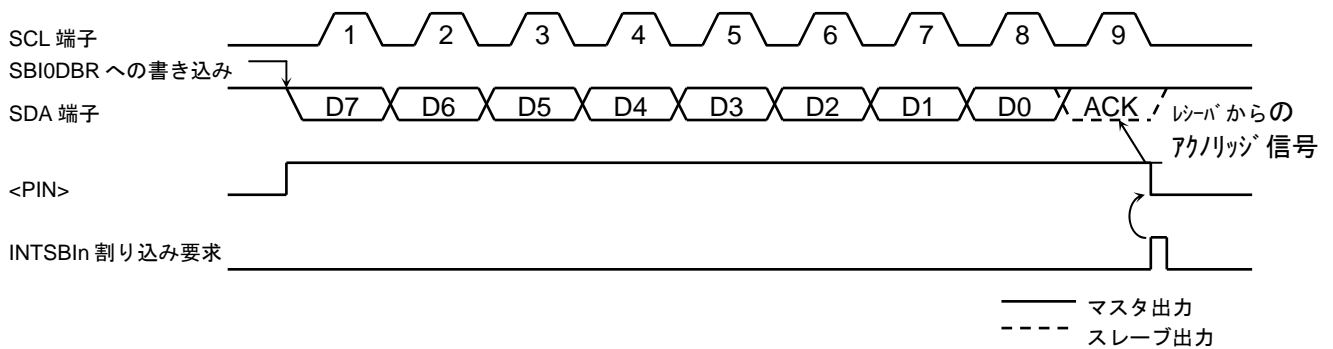 SCL 端子 1 2 3 4 5 6 7 8 9
SBI0DBR への書き込み
SDA 端子 D7 D6 D5 D4 D3 D2 D1 D0 ACK ﾚｼｰﾊﾞからの
ｱｸﾉﾘｯｼﾞ信号
<PIN>
INTSBIn 割り込み要求
マスタ出力
スレーブ出力